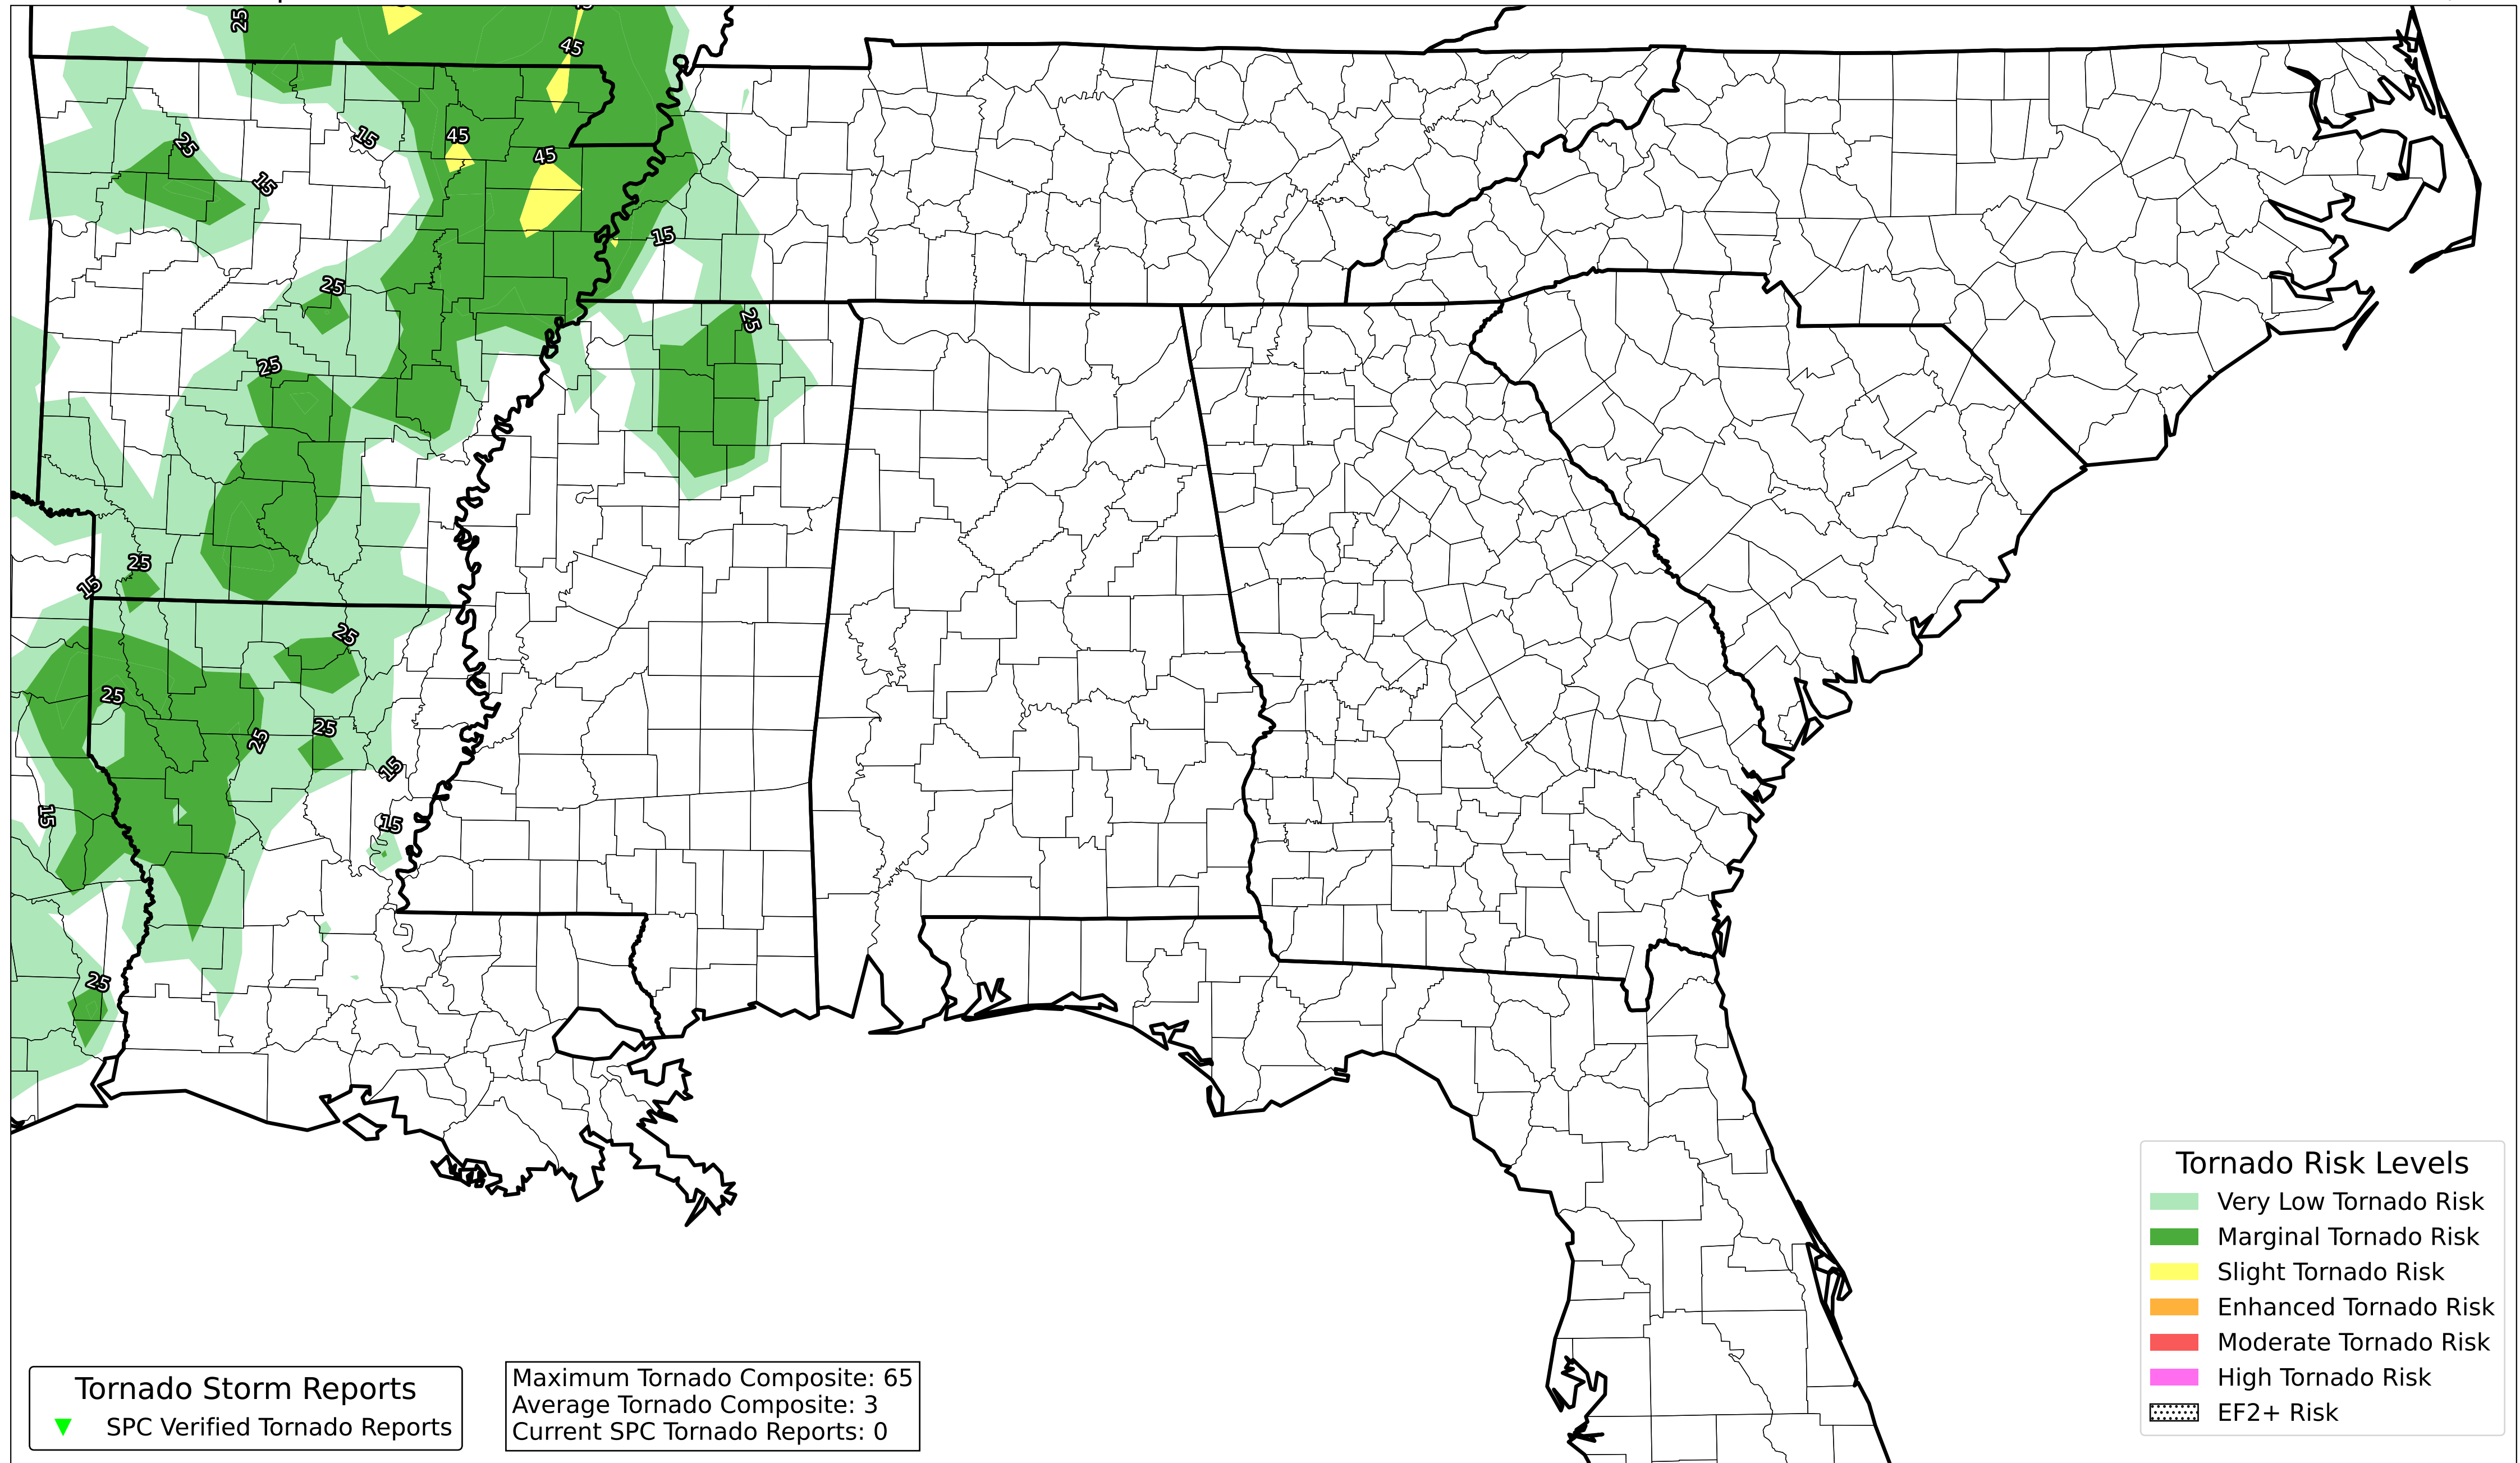 25
45
45
45
15
25
15
15
25
25
25
25
15
25
25
25
25
15
15
15
25
Tornado Risk Levels
Very Low Tornado Risk
Marginal Tornado Risk
Slight Tornado Risk
Enhanced Tornado Risk
Moderate Tornado Risk
High Tornado Risk
EF2+ Risk
Tornado Storm Reports
SPC Verified Tornado Reports
Maximum Tornado Composite: 65
Average Tornado Composite: 3
Current SPC Tornado Reports: 0